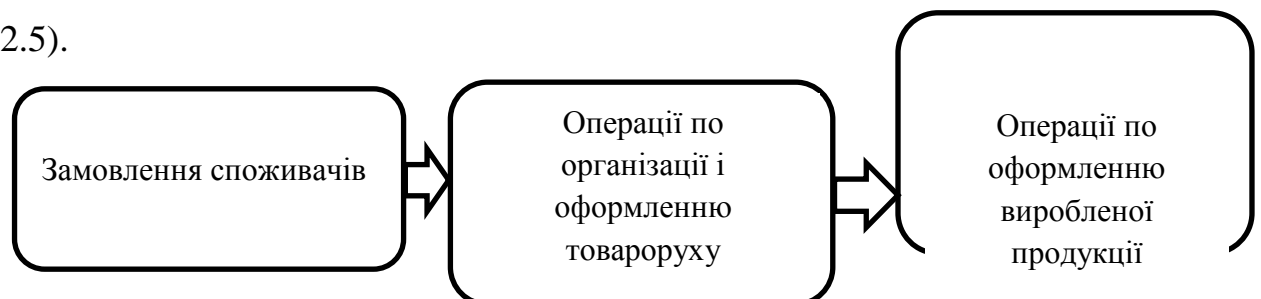 2.5).
Замовлення споживачів
Операції по
організації і
оформленню
товароруху
Операції по
оформленню
виробленої
продукції